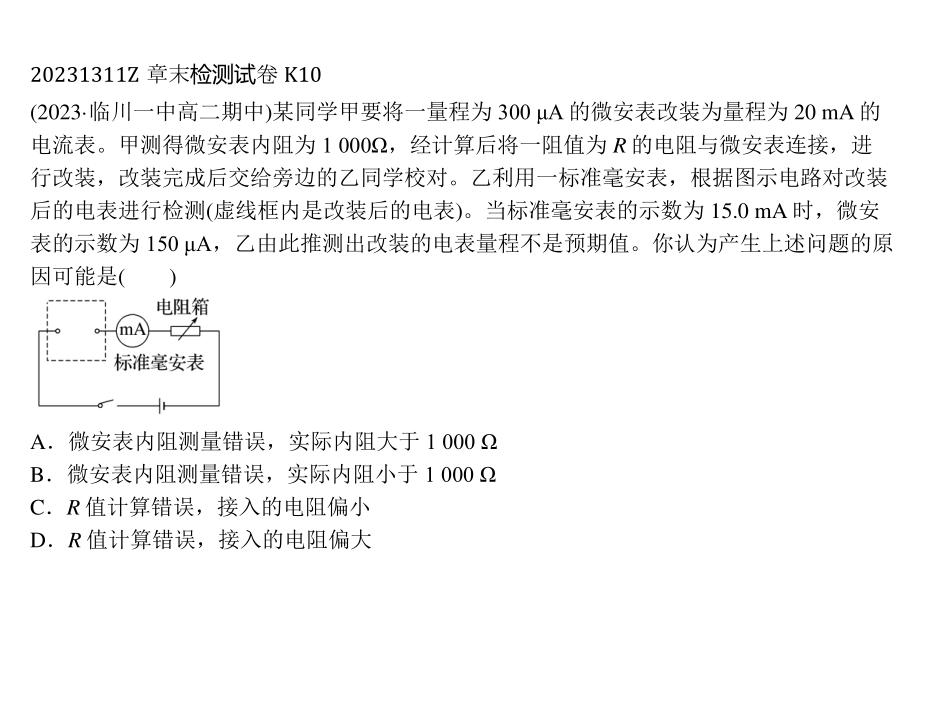 20231311Z 章末检测试卷 K10
(2023·临川一中高二期中)某同学甲要将一量程为 300 μA 的微安表改装为量程为 20 mA 的
电流表。甲测得微安表内阻为 1 000Ω，经计算后将一阻值为 R 的电阻与微安表连接，进
行改装，改装完成后交给旁边的乙同学校对。乙利用一标准毫安表，根据图示电路对改装
后的电表进行检测(虚线框内是改装后的电表)。当标准毫安表的示数为 15.0 mA 时，微安
表的示数为 150 μA，乙由此推测出改装的电表量程不是预期值。你认为产生上述问题的原
因可能是(　　)
电阻箱
mA
标准毫安表
A．微安表内阻测量错误，实际内阻大于 1 000 Ω
B．微安表内阻测量错误，实际内阻小于 1 000 Ω
C．R 值计算错误，接入的电阻偏小
D．R 值计算错误，接入的电阻偏大